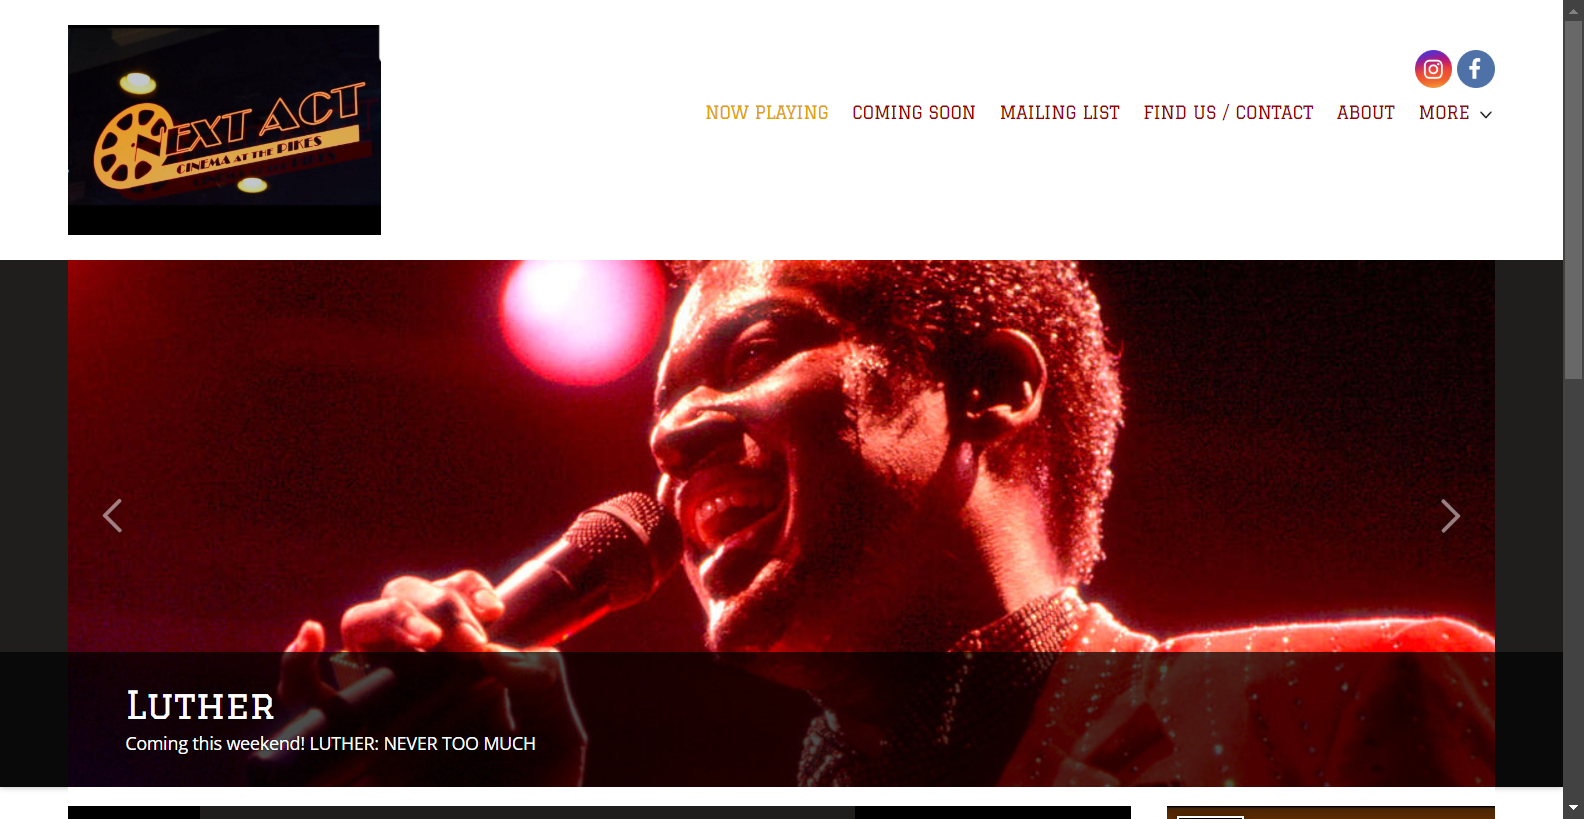 NEXT ACT
CINEMA AT THE PIKES
NOW PLAYING
COMING SOON
MAILING LIST
FIND US / CONTACT
ABOUT
MORE
LUTHER
Coming this weekend! LUTHER: NEVER TOO MUCH